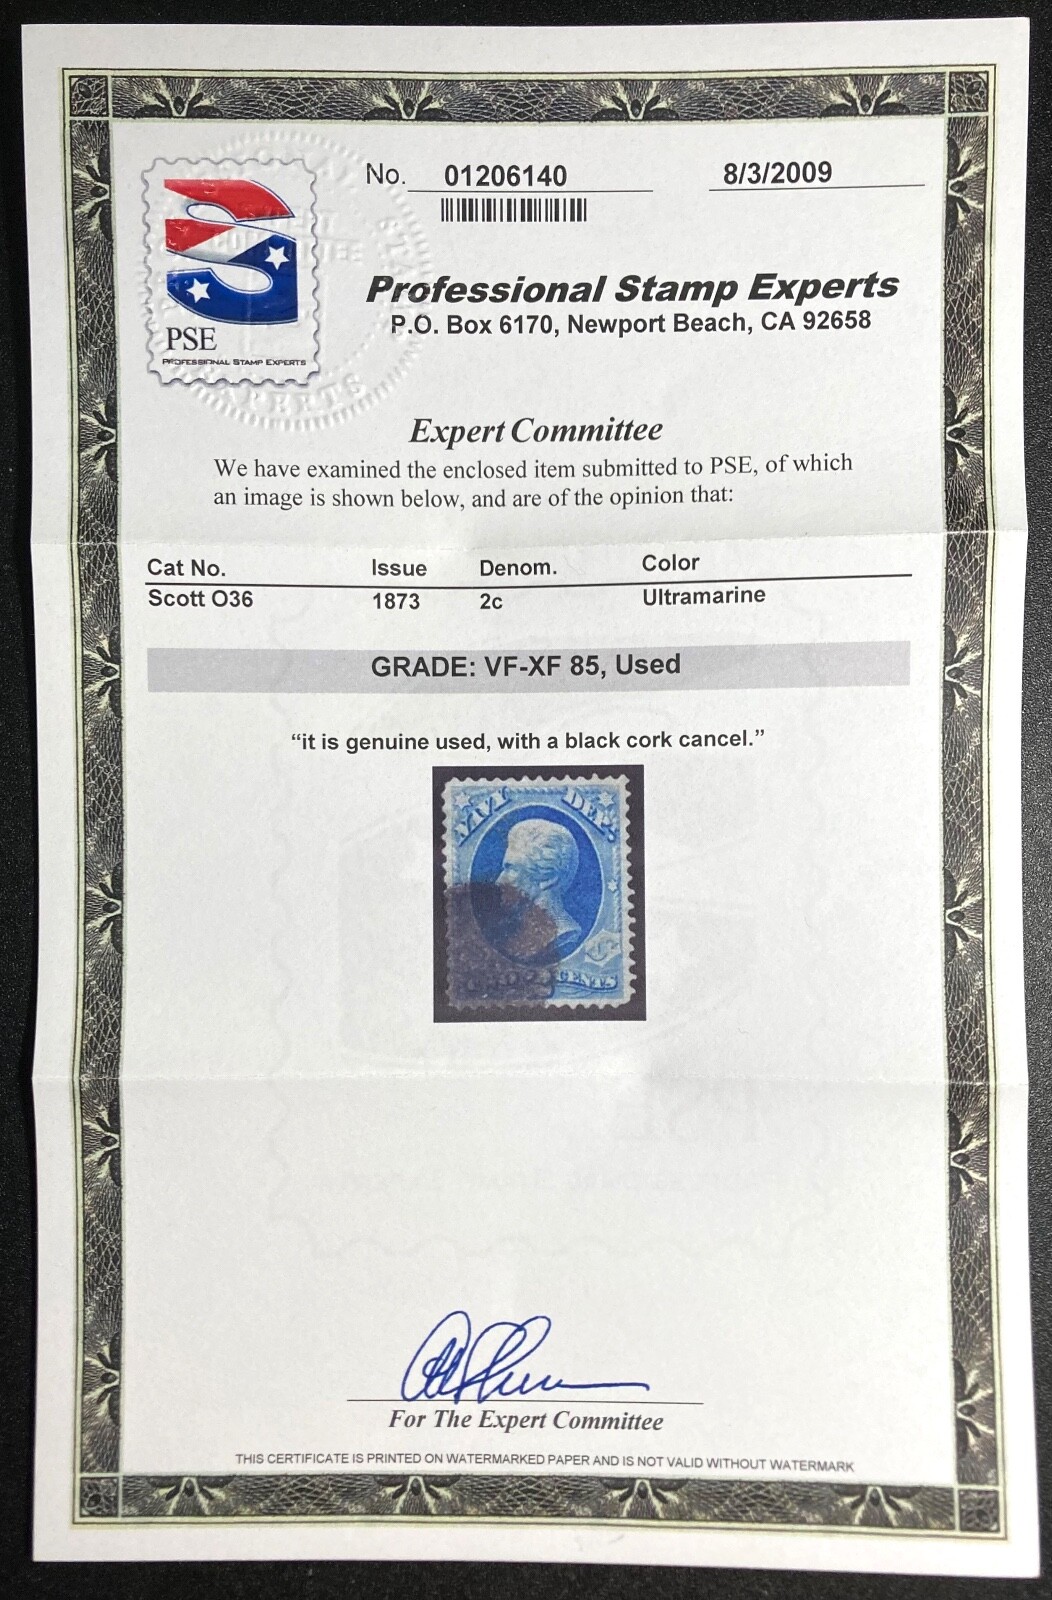 No. 01206140
8/3/2009
Professional Stamp Experts
P.O. Box 6170, Newport Beach, CA 92658
PSE
PROFESSIONAL STAMP EXPERTS
EXPERTS
Expert Committee
We have examined the enclosed item submitted to PSE, of which
an image is shown below, and are of the opinion that:
Cat No. Issue Denom. Color
Scott O36 1873 2c Ultramarine
GRADE: VF-XF 85, Used
“it is genuine used, with a black cork cancel.”
NAVY DEPT.
CENTS
For The Expert Committee
THIS CERTIFICATE IS PRINTED ON WATERMARKED PAPER AND IS NOT VALID WITHOUT WATERMARK